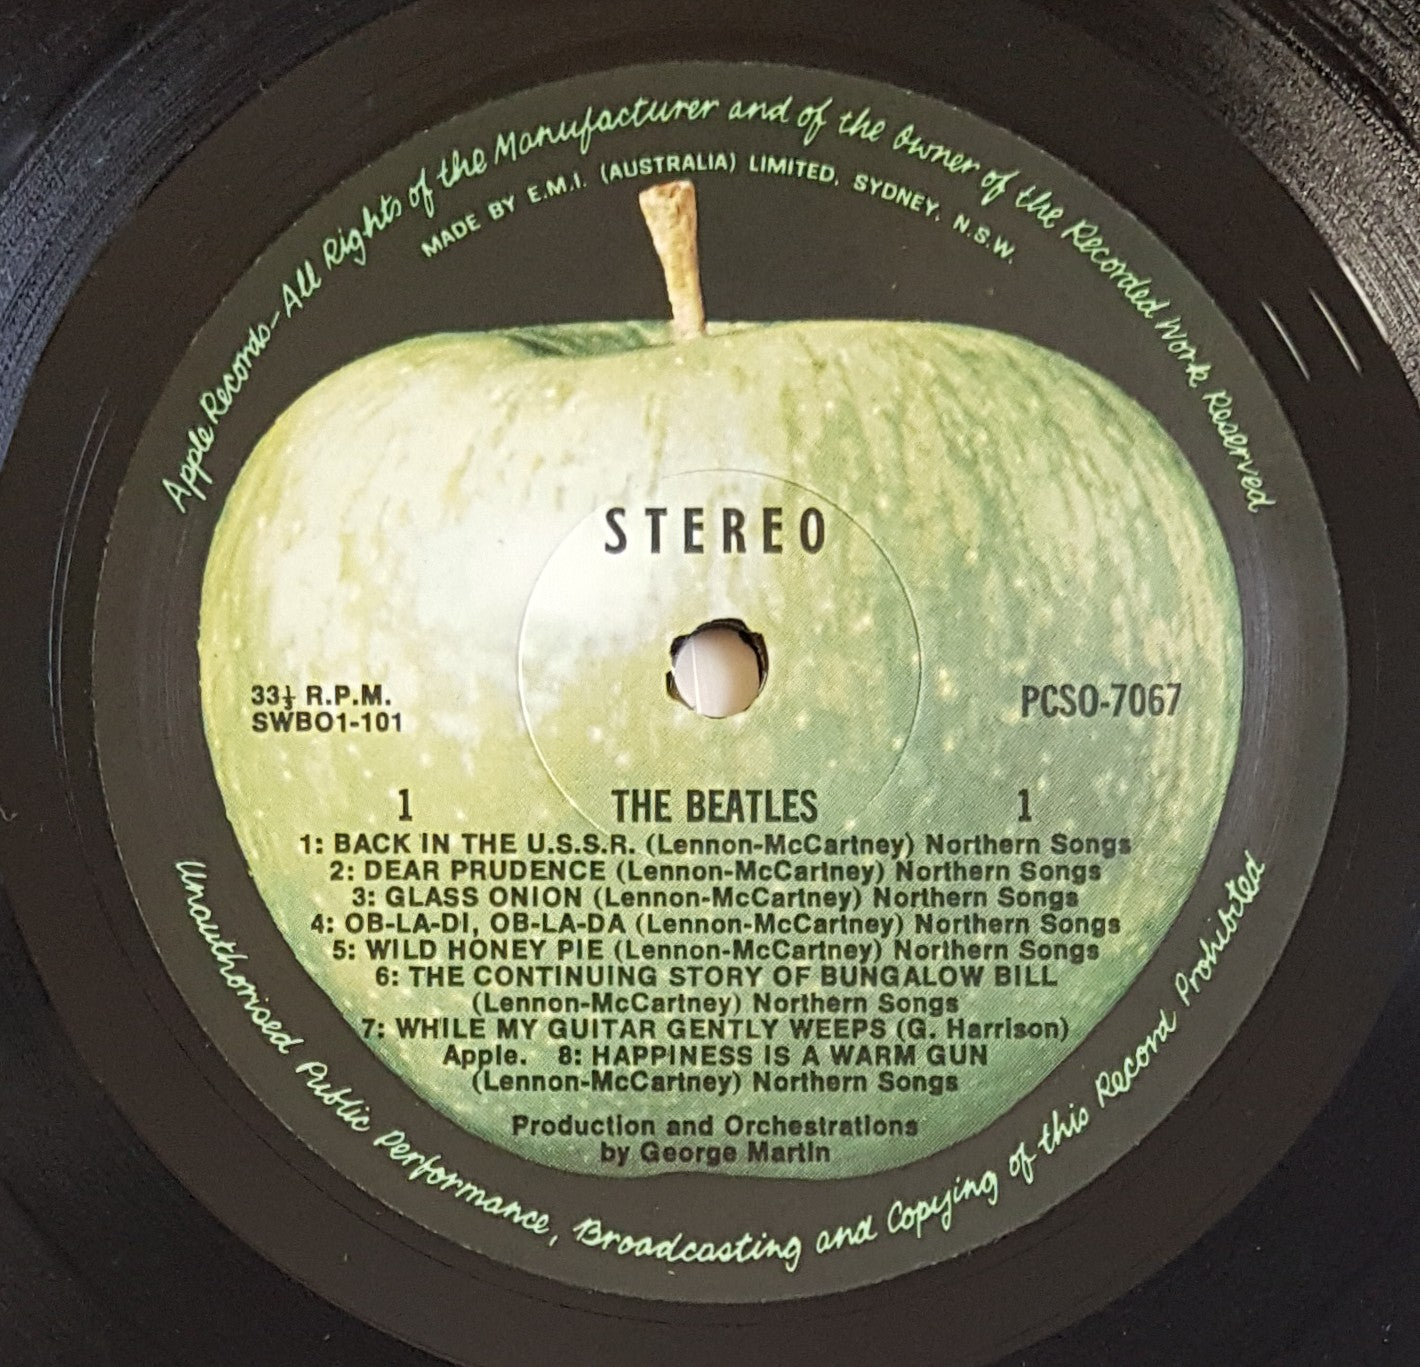 Apple Records-All Rights of the Manufacturer and of the Owner of the Recorded Work Reserved
MADE BY E.M.I. (AUSTRALIA) LIMITED, SYDNEY, N.S.W.
STEREO
33⅓ R.P.M.
SWBO1-101
PCSO-7067
1 THE BEATLES 1
1: BACK IN THE U.S.S.R. (Lennon-McCartney) Northern Songs
2: DEAR PRUDENCE (Lennon-McCartney) Northern Songs
3: GLASS ONION (Lennon-McCartney) Northern Songs
4: OB-LA-DI, OB-LA-DA (Lennon-McCartney) Northern Songs
5: WILD HONEY PIE (Lennon-McCartney) Northern Songs
6: THE CONTINUING STORY OF BUNGALOW BILL
(Lennon-McCartney) Northern Songs
7: WHILE MY GUITAR GENTLY WEEPS (G. Harrison)
Apple. 8: HAPPINESS IS A WARM GUN
(Lennon-McCartney) Northern Songs
Production and Orchestrations
by George Martin
Unauthorised Public Performance, Broadcasting and Copying of this Record Prohibited